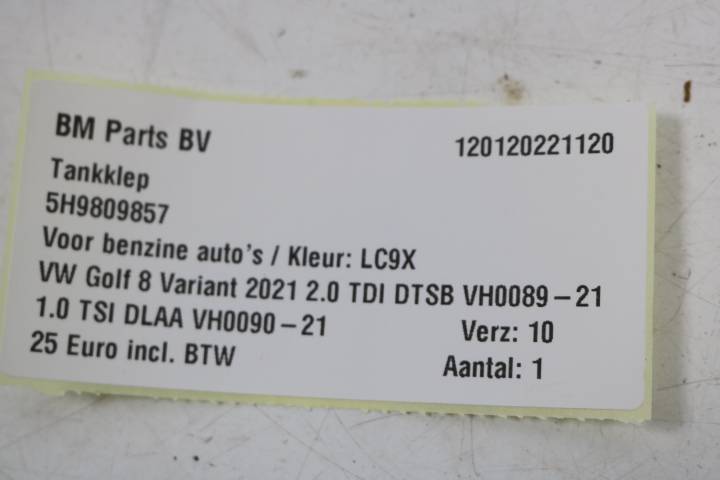 BM Parts BV 120120221120
Tankklep
5H9809857
Voor benzine auto's / Kleur: LC9X
VW Golf 8 Variant 2021 2.0 TDI DTSB VH0089-21
1.0 TSI DLAA VH0090-21 Verz: 10
25 Euro incl. BTW Aantal: 1